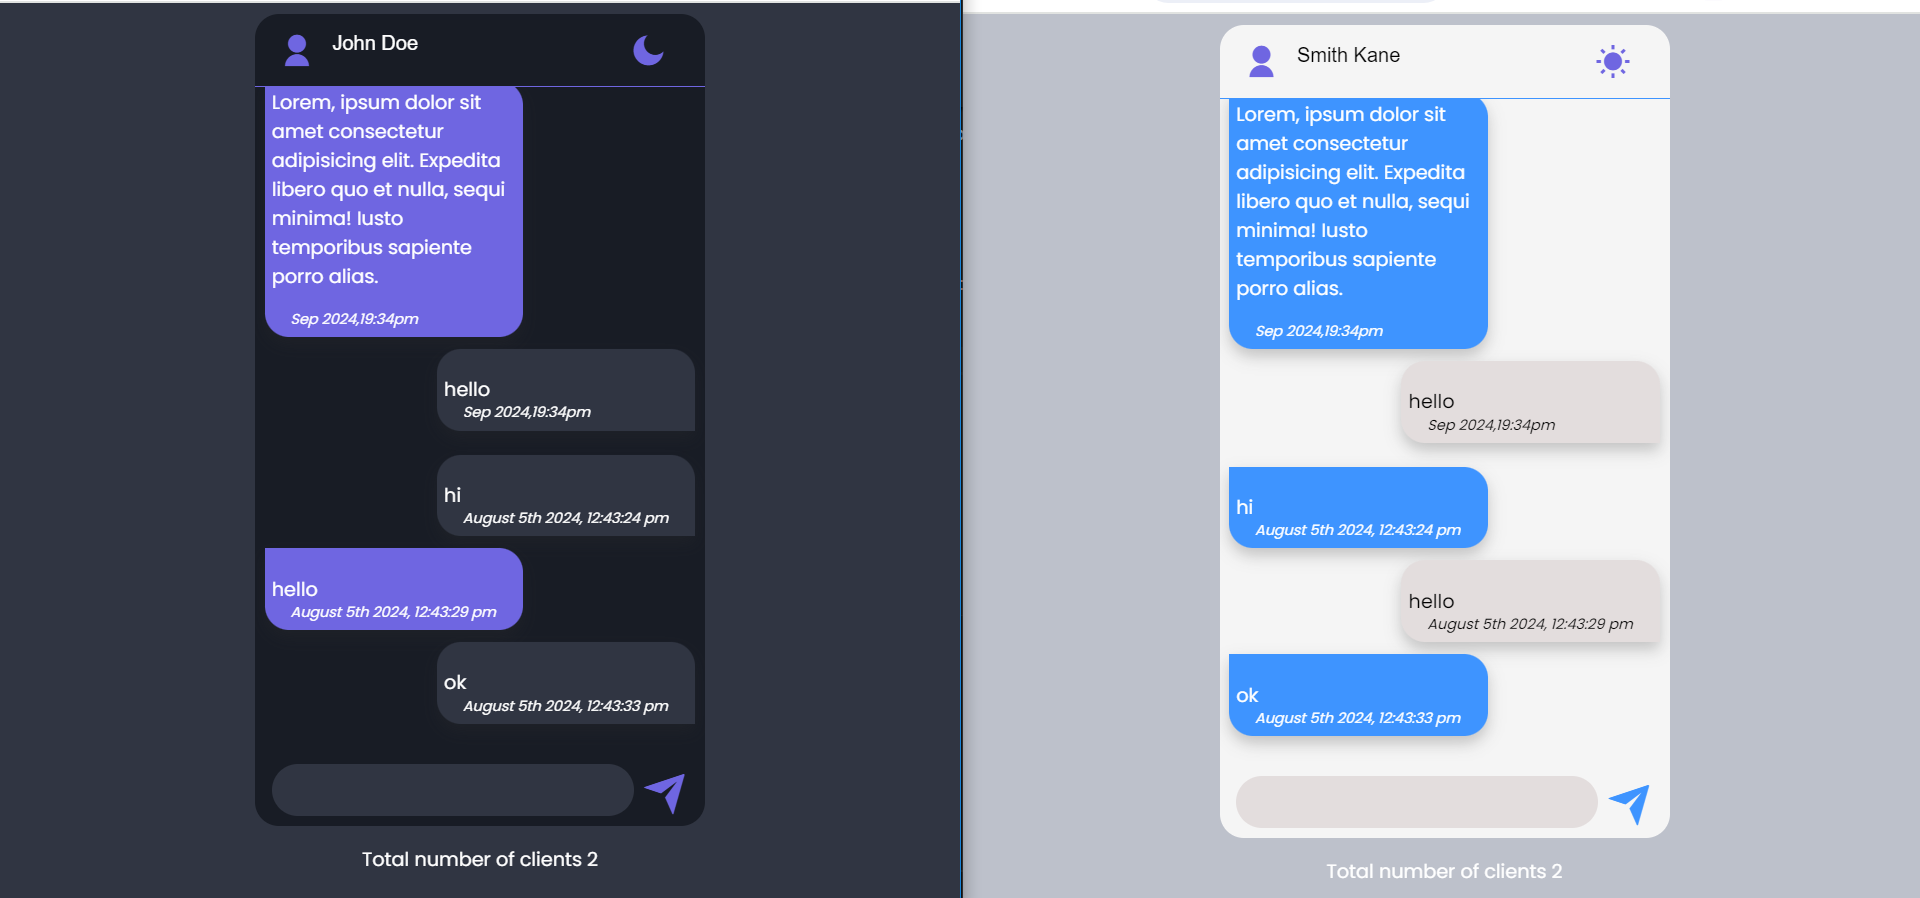 John Doe
Lorem, ipsum dolor sit
amet consectetur
adipisicing elit. Expedita
libero quo et nulla, sequi
minima! Iusto
temporibus sapiente
porro alias.
Sep 2024,19:34pm
hello
Sep 2024,19:34pm
hi
August 5th 2024, 12:43:24 pm
hello
August 5th 2024, 12:43:29 pm
ok
August 5th 2024, 12:43:33 pm
Total number of clients 2
Smith Kane
Lorem, ipsum dolor sit
amet consectetur
adipisicing elit. Expedita
libero quo et nulla, sequi
minima! Iusto
temporibus sapiente
porro alias.
Sep 2024,19:34pm
hello
Sep 2024,19:34pm
hi
August 5th 2024, 12:43:24 pm
hello
August 5th 2024, 12:43:29 pm
ok
August 5th 2024, 12:43:33 pm
Total number of clients 2